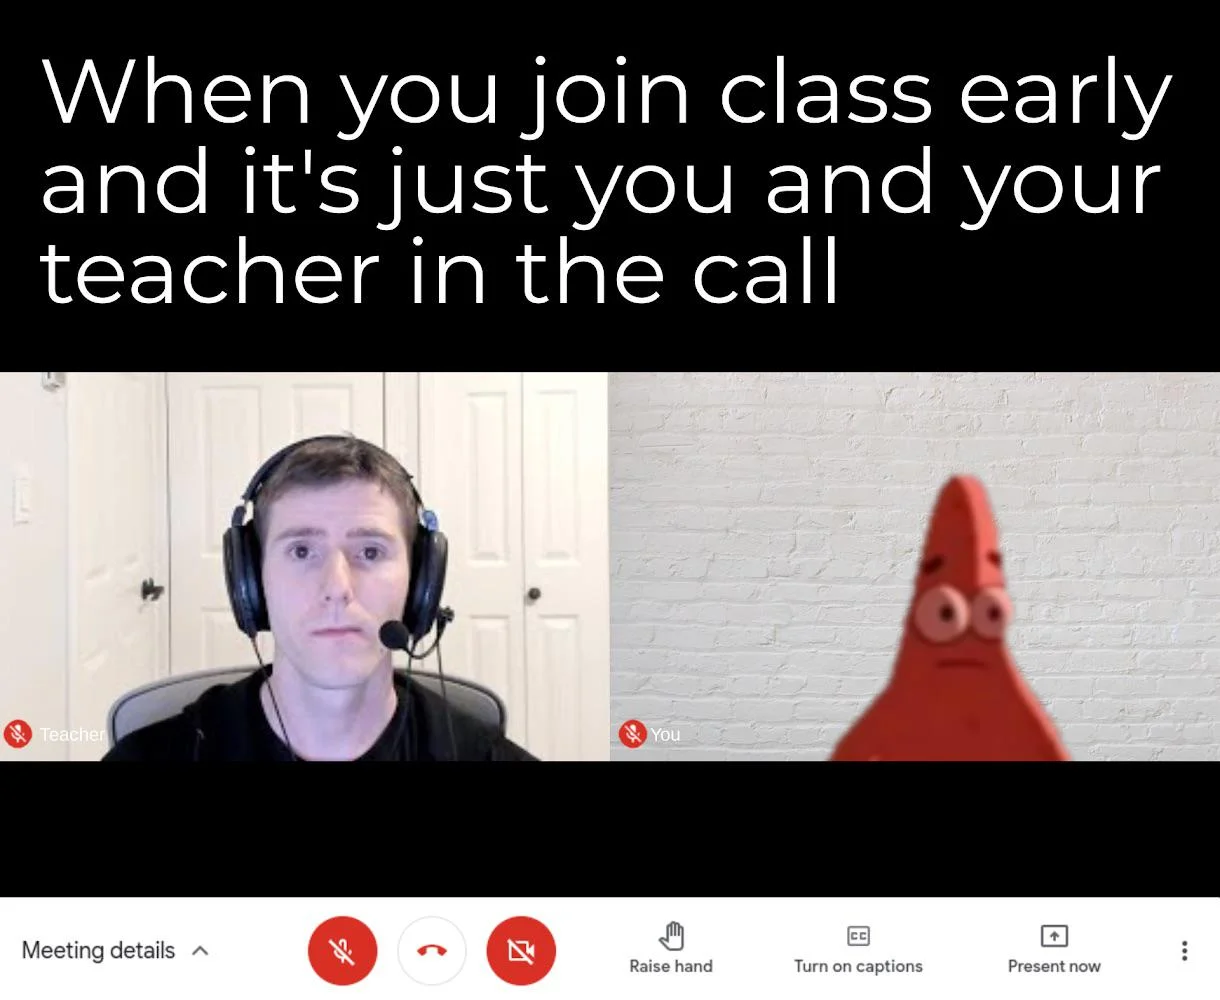 When you join class early
and it's just you and your
teacher in the call
Teacher
You
Meeting details
Raise hand
CC
Turn on captions
Present now